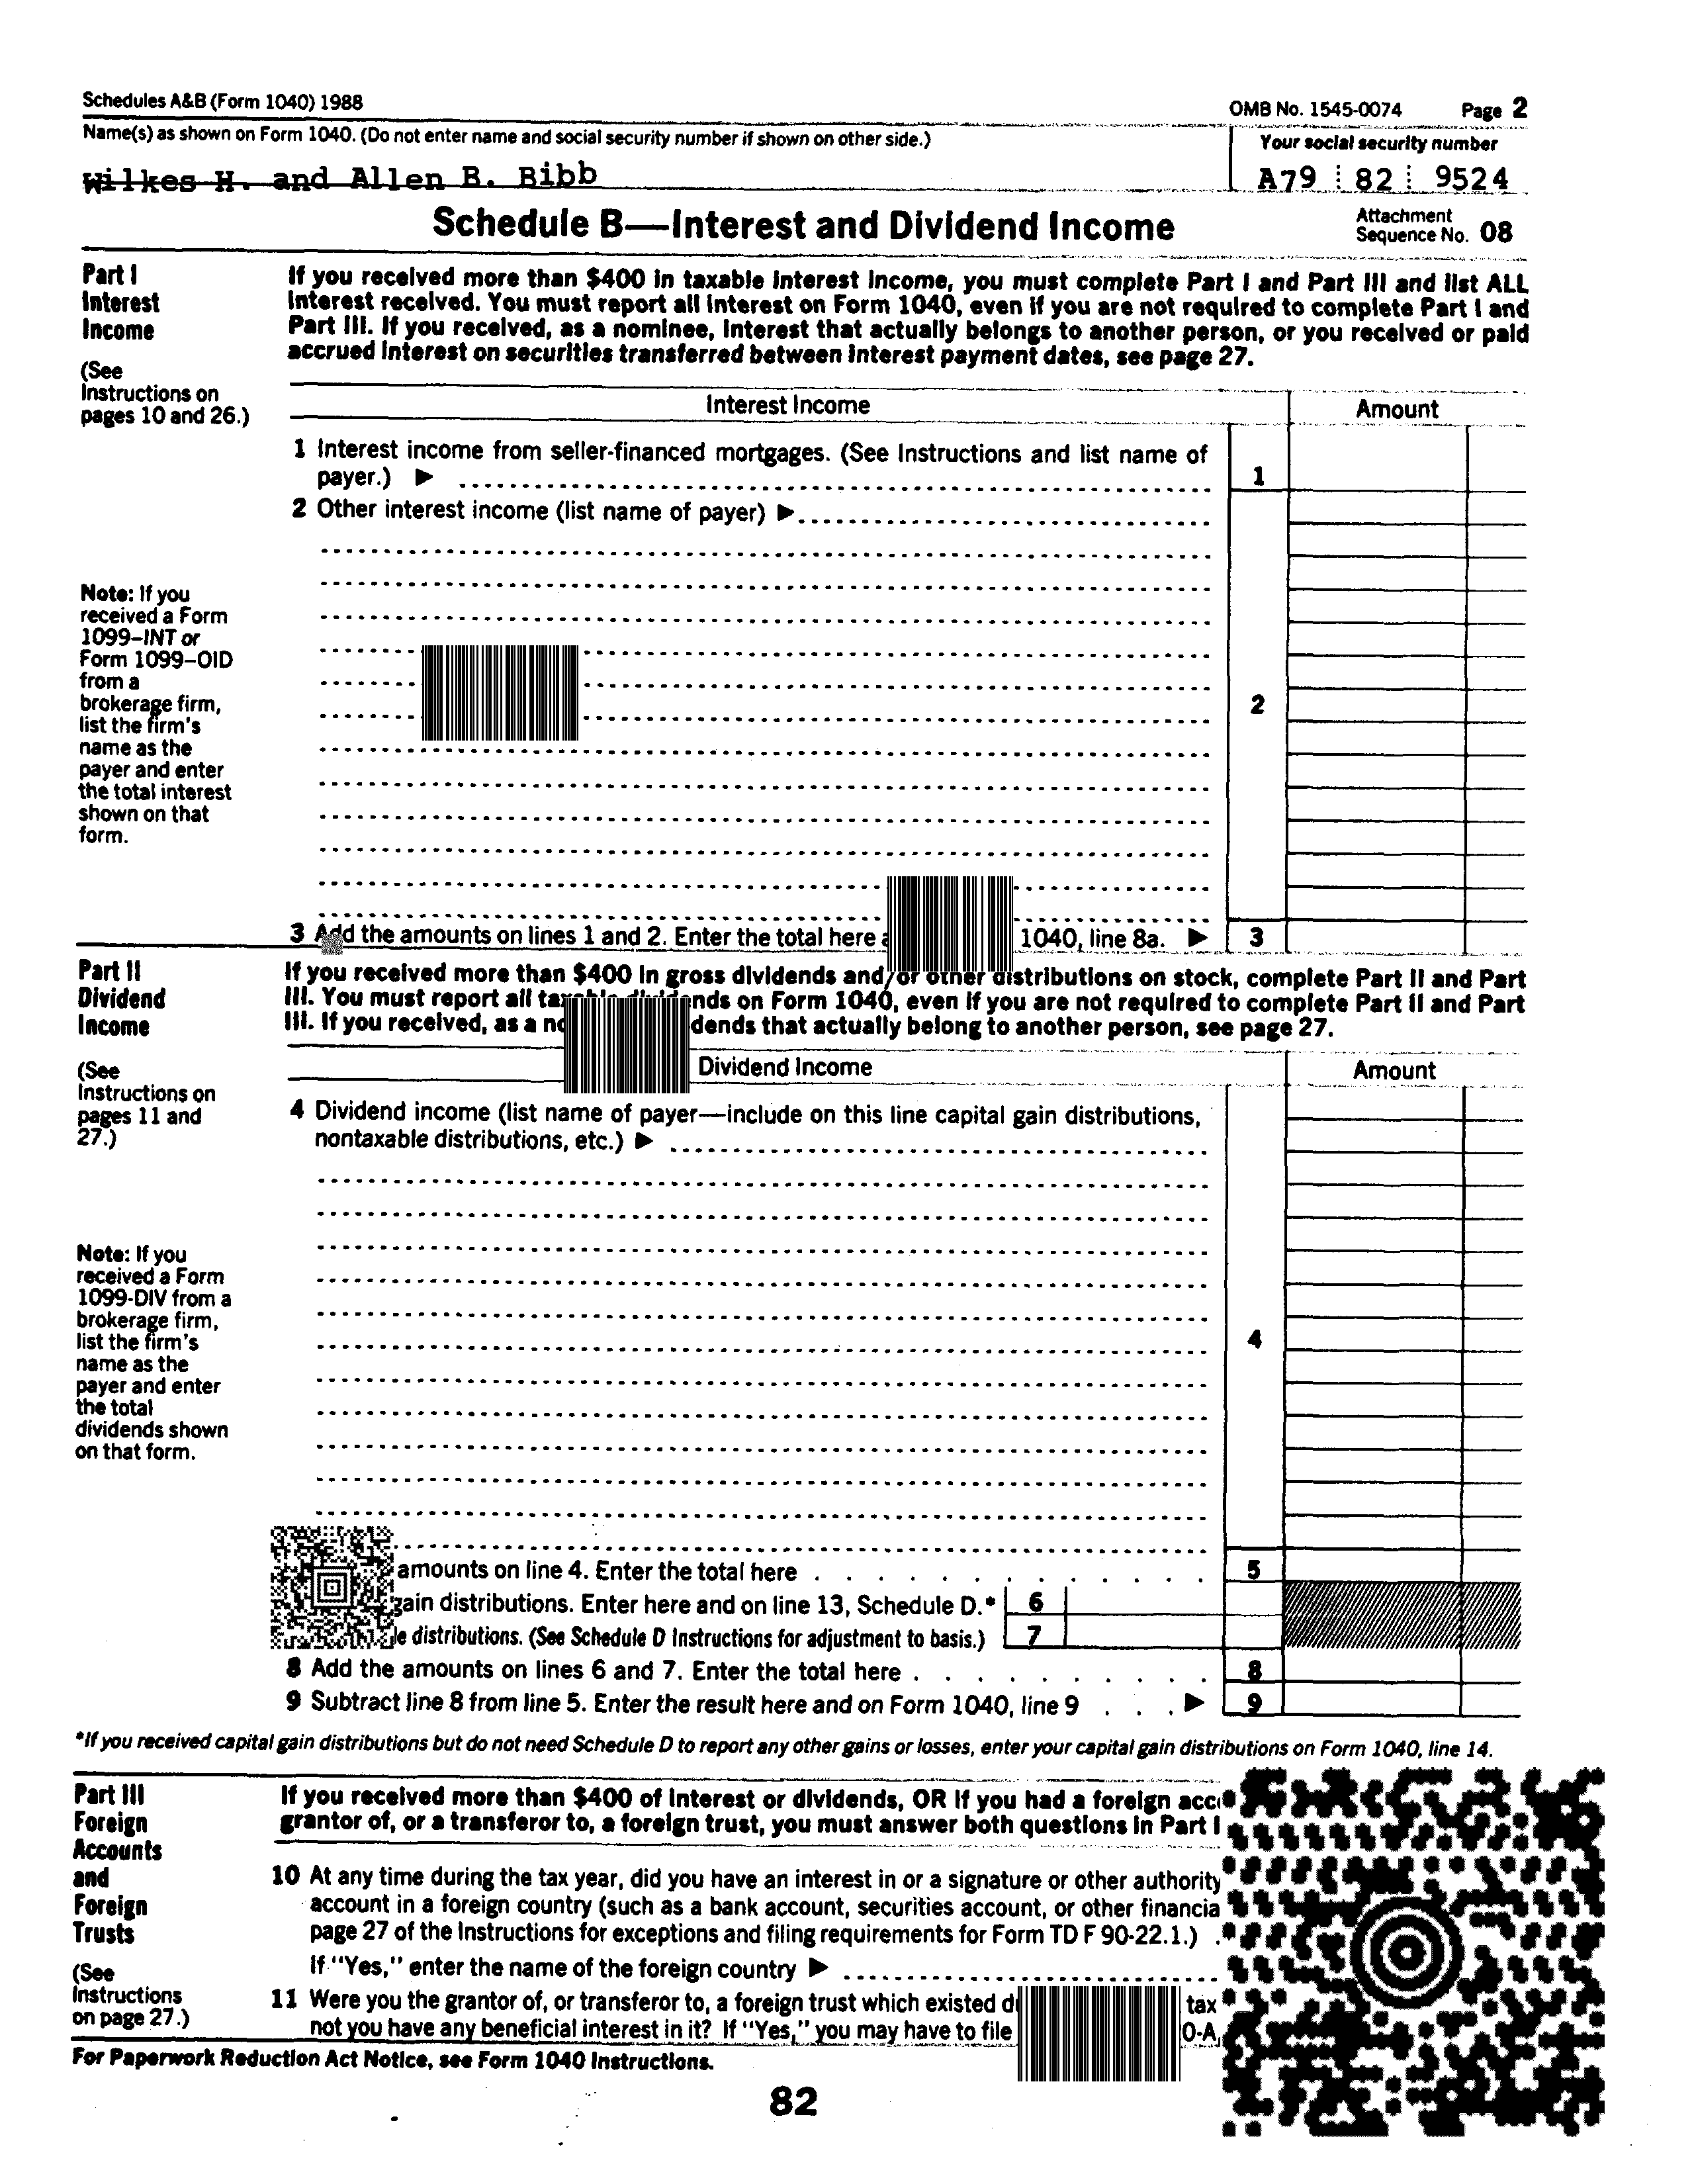 Schedules A&B (Form 1040) 1988 OMB No. 1545-0074 Page 2
Name(s) as shown on Form 1040. (Do not enter name and social security number if shown on other side.) Your social security number
Wilkes H. and Allen B. Bibb A79 82 9524
Schedule B—Interest and Dividend Income Attachment Sequence No. 08
Part I
Interest
Income
(See
Instructions on
pages 10 and 26.)
If you received more than $400 in taxable interest income, you must complete Part I and Part III and list ALL
interest received. You must report all interest on Form 1040, even if you are not required to complete Part I and
Part III. If you received, as a nominee, interest that actually belongs to another person, or you received or paid
accrued interest on securities transferred between interest payment dates, see page 27.
Interest Income Amount
1 Interest income from seller-financed mortgages. (See Instructions and list name of
payer.) ▶ 1
2 Other interest income (list name of payer) ▶
Note: If you
received a Form
1099–INT or
Form 1099–OID
from a
brokerage firm,
list the firm's
name as the
payer and enter
the total interest
shown on that
form.
2
3 Add the amounts on lines 1 and 2. Enter the total here 1040, line 8a. ▶ 3
Part II
Dividend
Income
(See
Instructions on
pages 11 and
27.)
If you received more than $400 in gross dividends and/or other distributions on stock, complete Part II and Part
III. You must report all taxable dividends on Form 1040, even if you are not required to complete Part II and Part
III. If you received, as a dends that actually belong to another person, see page 27.
Dividend Income Amount
4 Dividend income (list name of payer—include on this line capital gain distributions,
nontaxable distributions, etc.) ▶
Note: If you
received a Form
1099-DIV from a
brokerage firm,
list the firm's
name as the
payer and enter
the total
dividends shown
on that form.
4
amounts on line 4. Enter the total here 5
gain distributions. Enter here and on line 13, Schedule D.* 6
distributions. (See Schedule D Instructions for adjustment to basis.) 7
8 Add the amounts on lines 6 and 7. Enter the total here 8
9 Subtract line 8 from line 5. Enter the result here and on Form 1040, line 9 ▶ 9
*If you received capital gain distributions but do not need Schedule D to report any other gains or losses, enter your capital gain distributions on Form 1040, line 14.
Part III
Foreign
Accounts
and
Foreign
Trusts
(See
Instructions
on page 27.)
If you received more than $400 of interest or dividends, OR if you had a foreign
grantor of, or a transferor to, a foreign trust, you must answer both questions in Part
10 At any time during the tax year, did you have an interest in or a signature or other authority
account in a foreign country (such as a bank account, securities account, or other
page 27 of the Instructions for exceptions and filing requirements for Form TD F 90-22.1.)
If "Yes," enter the name of the foreign country ▶
11 Were you the grantor of, or transferor to, a foreign trust which existed tax
not you have any beneficial interest in it? If "Yes," you may have to file 0-A,
For Paperwork Reduction Act Notice, see Form 1040 Instructions.
82